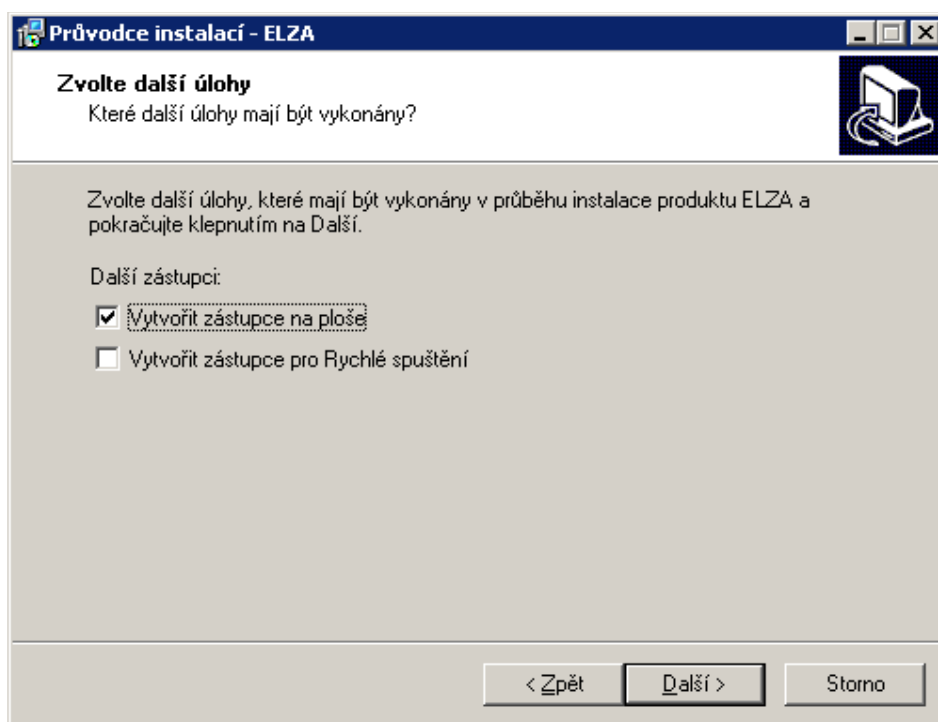 Průvodce instalací - ELZA
Zvolte další úlohy
Které další úlohy mají být vykonány?
Zvolte další úlohy, které mají být vykonány v průběhu instalace produktu ELZA a
pokračujte klepnutím na Další.
Další zástupci:
Vytvořit zástupce na ploše
Vytvořit zástupce pro Rychlé spuštění
< Zpět
Další >
Storno